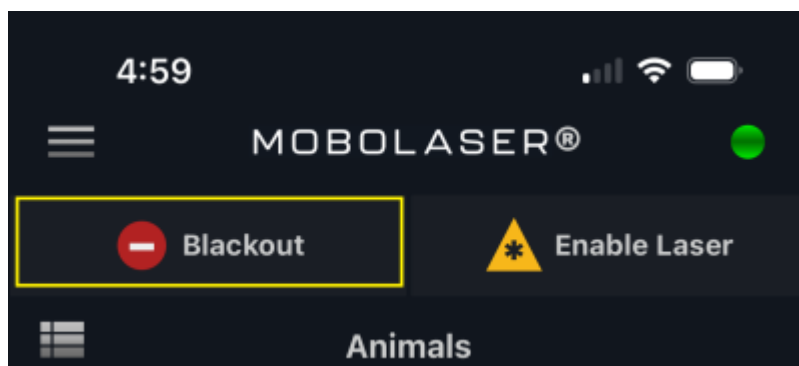 4:59
MOBOLASER®
Blackout
Enable Laser
Animals